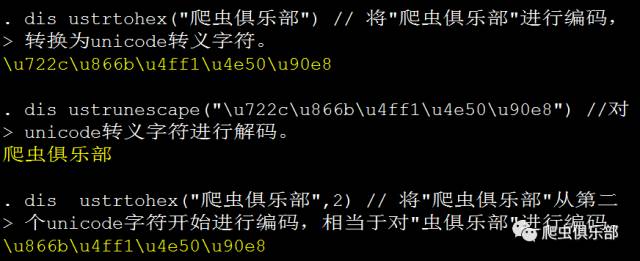 . dis ustrtohex("爬虫俱乐部") // 将"爬虫俱乐部"进行编码，
> 转换为unicode转义字符。
\u722c\u866b\u4ff1\u4e50\u90e8
. dis ustrunescape("\u722c\u866b\u4ff1\u4e50\u90e8") //对
> unicode转义字符进行解码。
爬虫俱乐部
. dis  ustrtohex("爬虫俱乐部",2) // 将"爬虫俱乐部"从第二
> 个unicode字符开始进行编码，相当于对"虫俱乐部"进行编码
\u866b\u4ff1\u4e50\u90e8
爬虫俱乐部